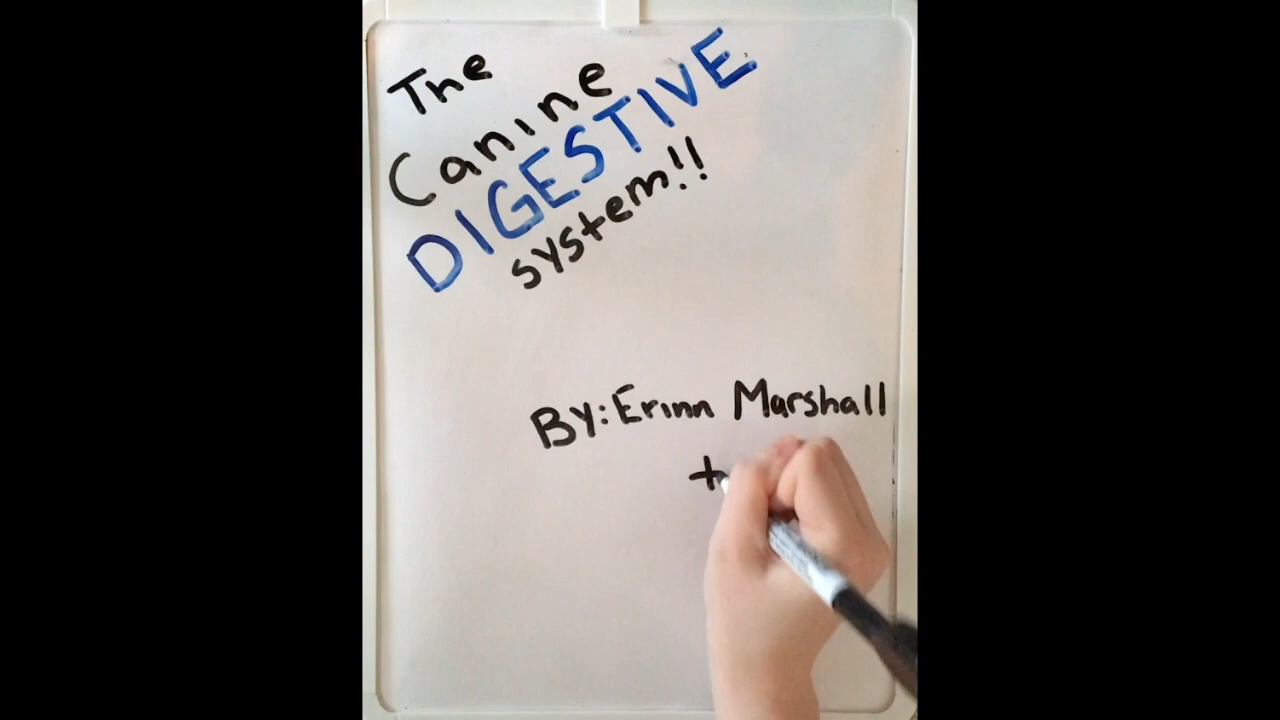 The
Canine
DIGESTIVE
system!!
By: Erinn Marshall
+